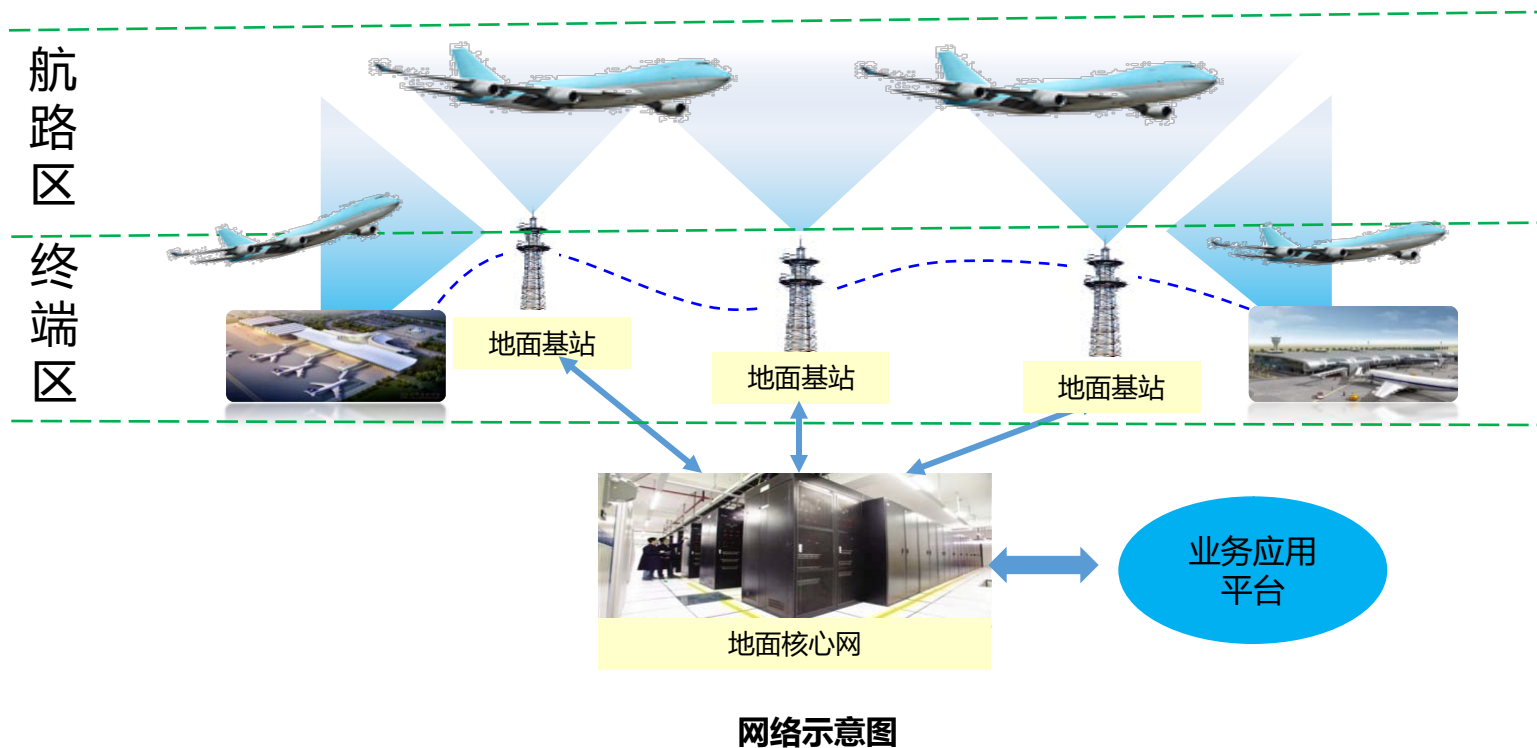 航路区
终端区
地面基站
地面基站
地面基站
业务应用
平台
地面核心网
网络示意图